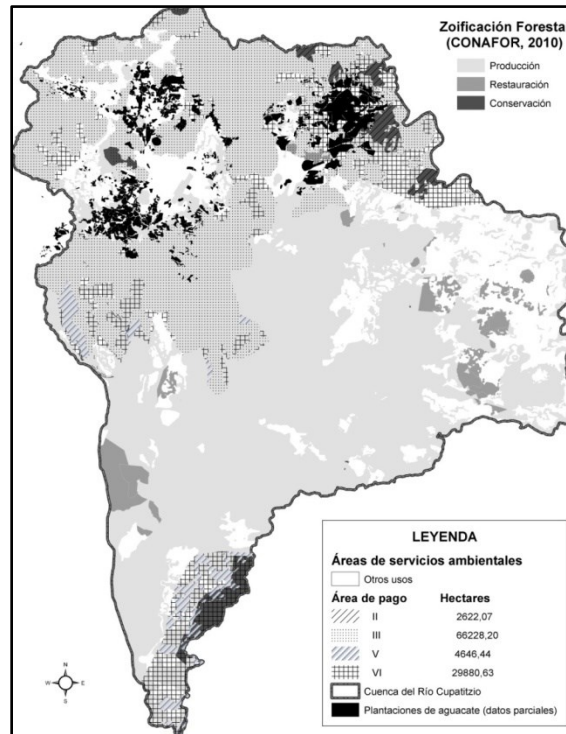 Zoificación Forestal
(CONAFOR, 2010)
Producción
Restauración
Conservación
LEYENDA
Áreas de servicios ambientales
Otros usos
Área de pago Hectares
II 2622,07
III 66228,20
V 4646,44
VI 29880,63
Cuenca del Río Cupatitzio
Plantaciones de aguacate (datos parciales)
N
W E
S